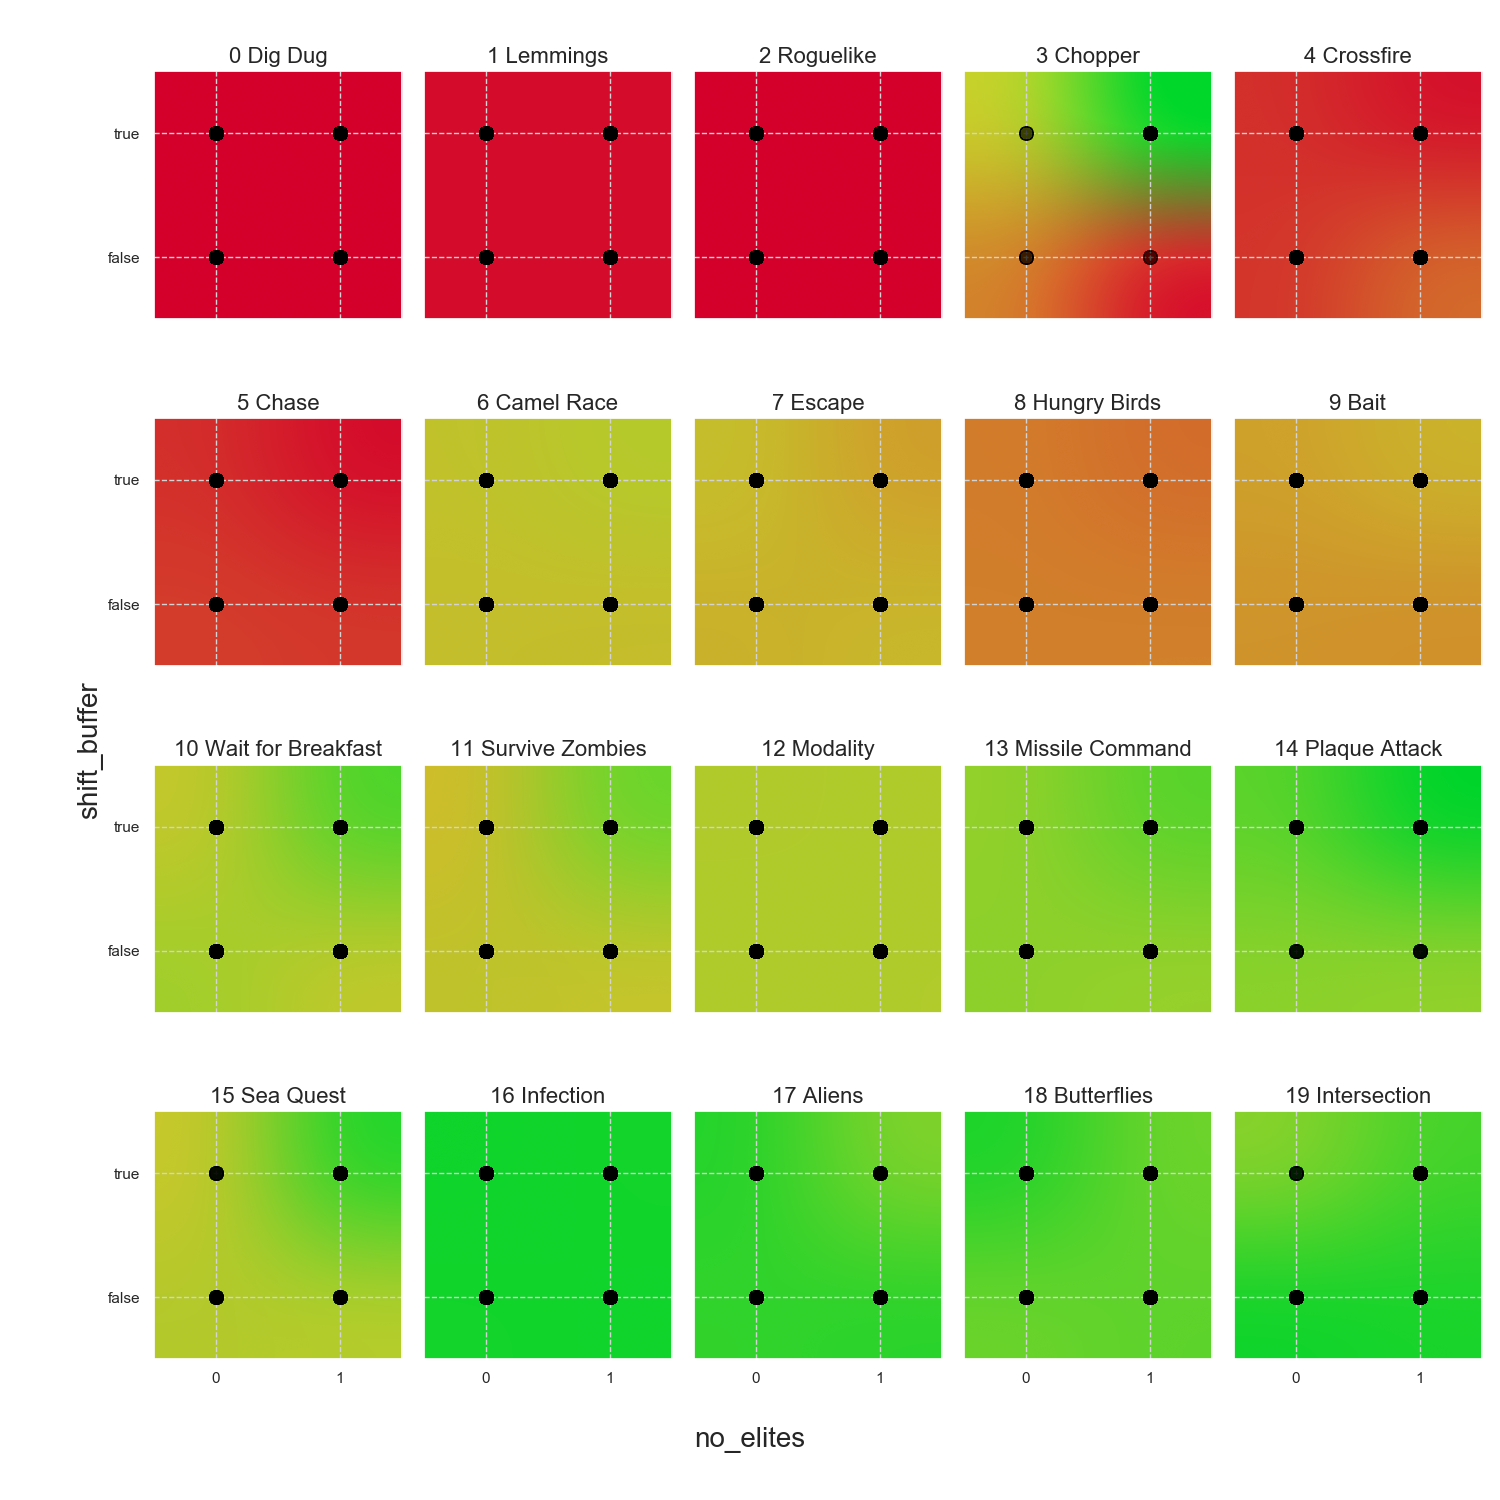 0 Dig Dug
1 Lemmings
2 Roguelike
3 Chopper
4 Crossfire
true
false
5 Chase
6 Camel Race
7 Escape
8 Hungry Birds
9 Bait
true
false
shift_buffer
10 Wait for Breakfast
11 Survive Zombies
12 Modality
13 Missile Command
14 Plaque Attack
true
false
15 Sea Quest
16 Infection
17 Aliens
18 Butterflies
19 Intersection
true
false
0 1 0 1 0 1 0 1 0 1
no_elites